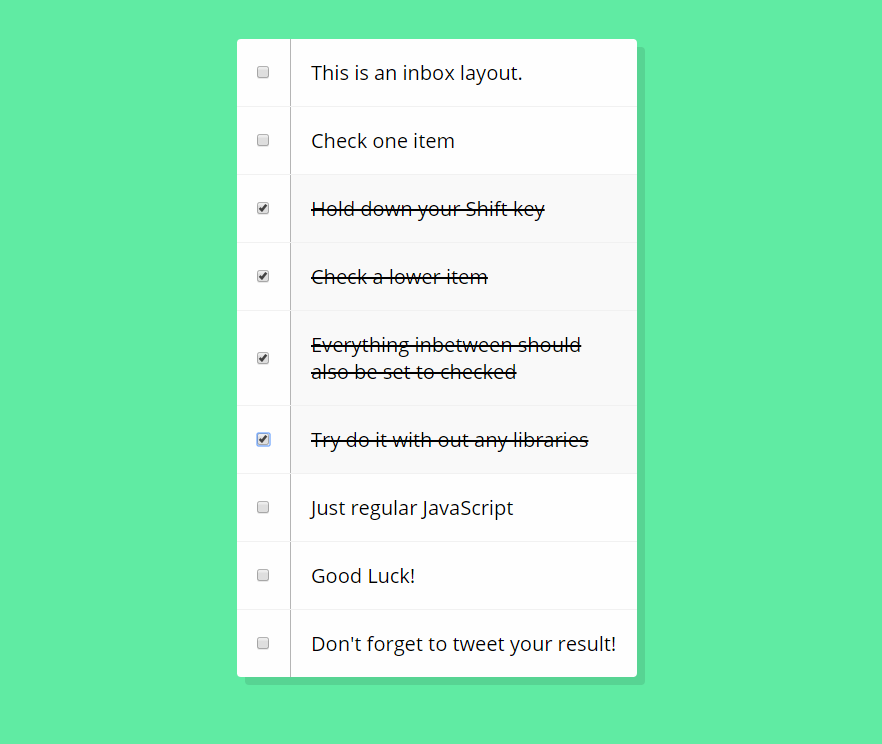 This is an inbox layout.
Check one item
Hold down your Shift key
Check a lower item
Everything inbetween should
also be set to checked
Try do it with out any libraries
Just regular JavaScript
Good Luck!
Don't forget to tweet your result!